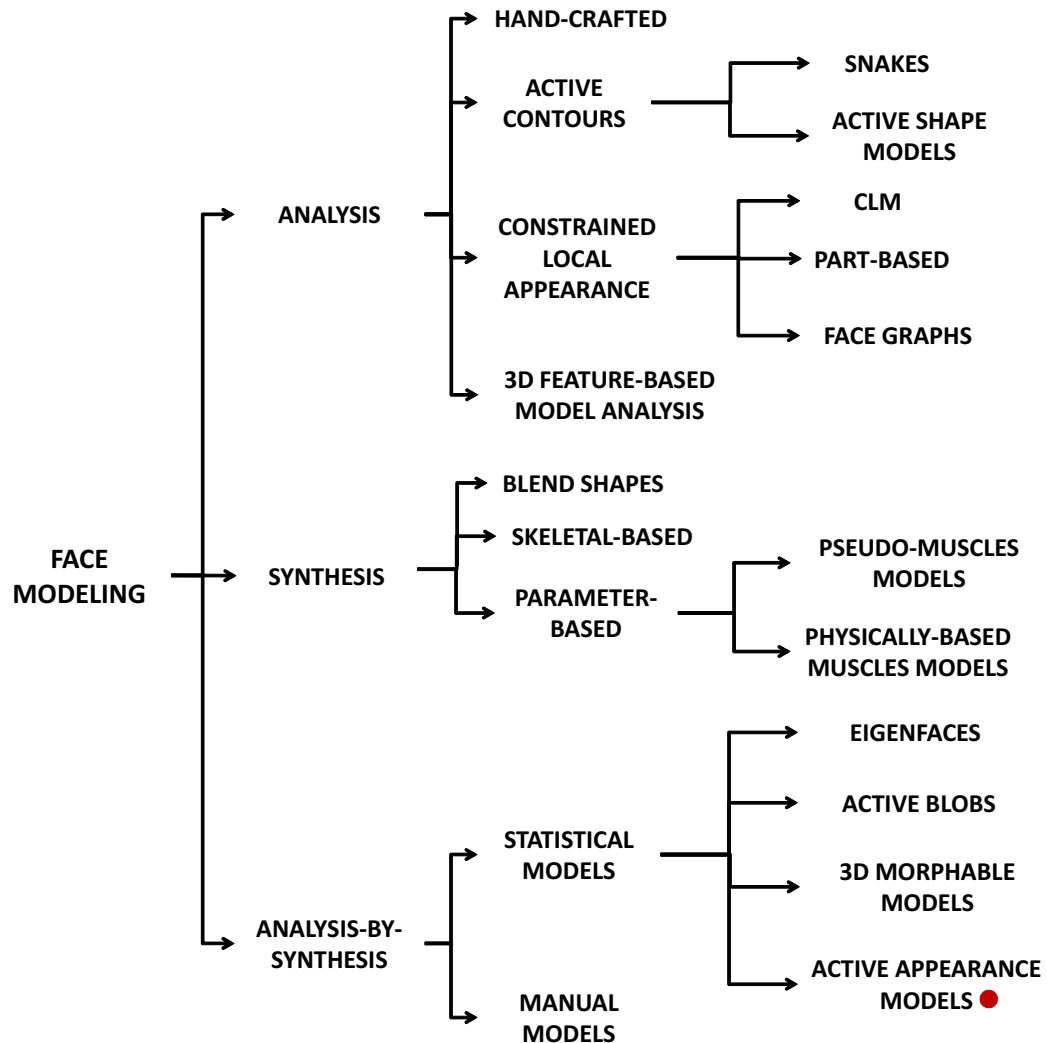 HAND-CRAFTED
SNAKES
ACTIVE
CONTOURS
ACTIVE SHAPE
MODELS
ANALYSIS
CLM
CONSTRAINED
LOCAL
APPEARANCE
PART-BASED
FACE GRAPHS
3D FEATURE-BASED
MODEL ANALYSIS
FACE
MODELING
BLEND SHAPES
SKELETAL-BASED
SYNTHESIS
PARAMETER-
BASED
PSEUDO-MUSCLES
MODELS
PHYSICALLY-BASED
MUSCLES MODELS
EIGENFACES
ACTIVE BLOBS
STATISTICAL
MODELS
3D MORPHABLE
MODELS
ANALYSIS-BY-
SYNTHESIS
ACTIVE APPEARANCE
MODELS
MANUAL
MODELS